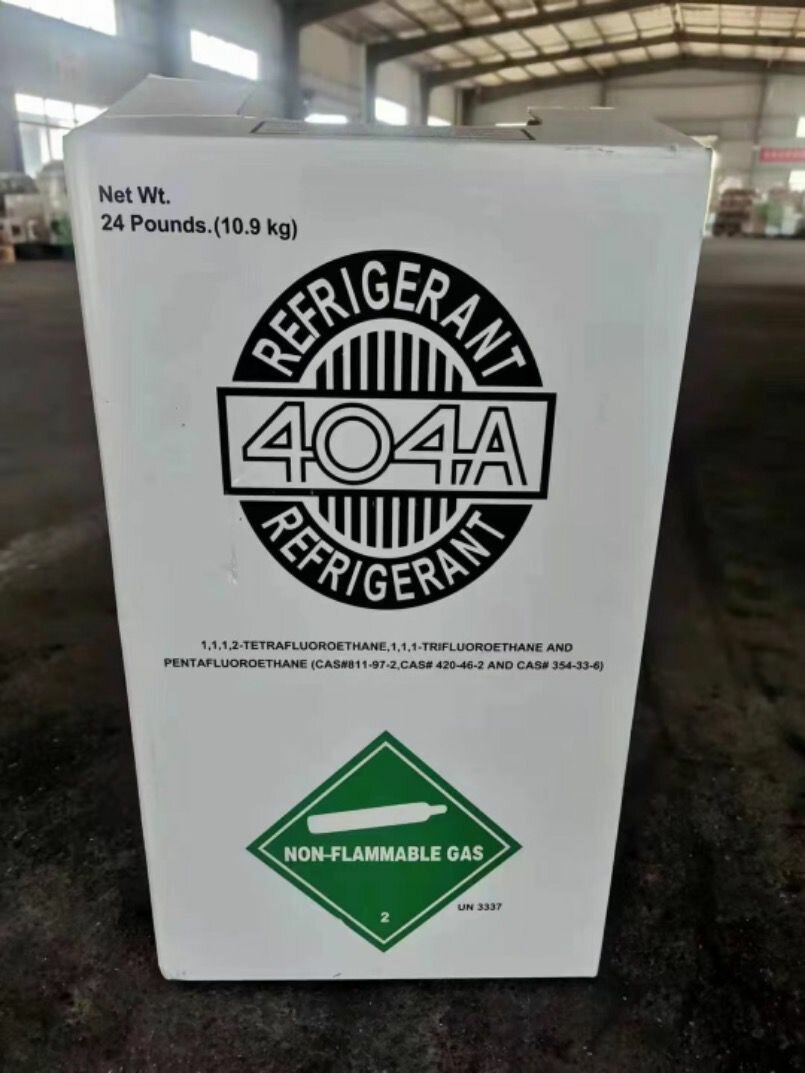 Net Wt.
24 Pounds.(10.9 kg)
REFRIGERANT
404A
REFRIGERANT
1,1,1,2-TETRAFLUOROETHANE,1,1,1-TRIFLUOROETHANE AND
PENTAFLUOROETHANE (CAS#811-97-2,CAS# 420-46-2 AND CAS# 354-33-6)
NON-FLAMMABLE GAS
UN 3337
2